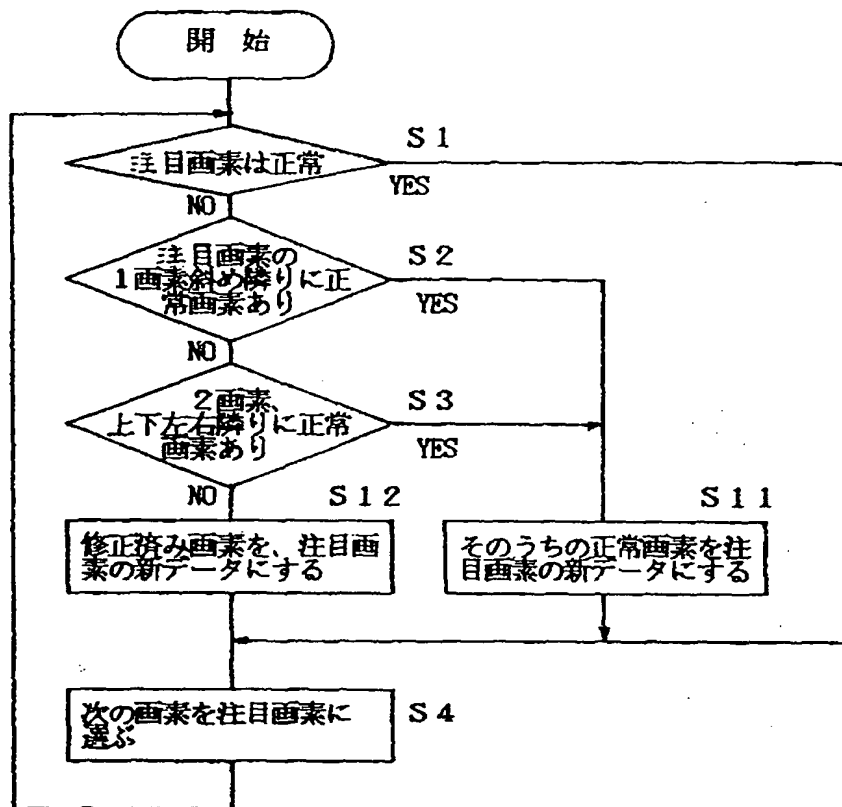 開 始
S1
注目画素は正常
YES
NO
注目画素の
1画素斜め隣りに正
常画素あり
S2
YES
NO
2画素、
上下左右隣りに正常
画素あり
S3
YES
NO
S12
S11
修正済み画素を、注目画
素の新データにする
そのうちの正常画素を注
目画素の新データにする
次の画素を注目画素に
選ぶ
S4